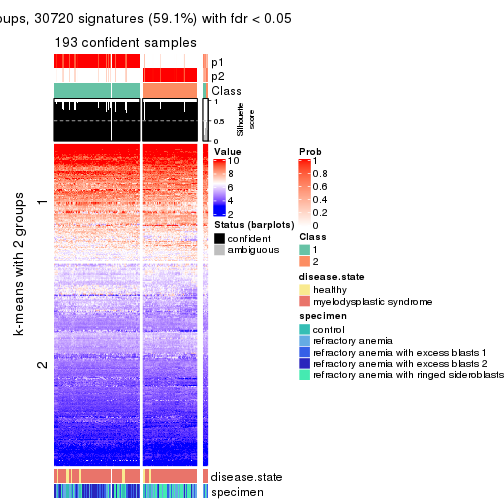 oups, 30720 signatures (59.1%) with fdr < 0.05
193 confident samples
p1
p2
Class
1
0.5
0
Silhouette
score
k-means with 2 groups
1
2
disease.state
specimen
Value
10
8
6
4
2
Status (barplots)
confident
ambiguous
Prob
1
0.8
0.6
0.4
0.2
0
Class
1
2
disease.state
healthy
myelodysplastic syndrome
specimen
control
refractory anemia
refractory anemia with excess blasts 1
refractory anemia with excess blasts 2
refractory anemia with ringed sideroblasts